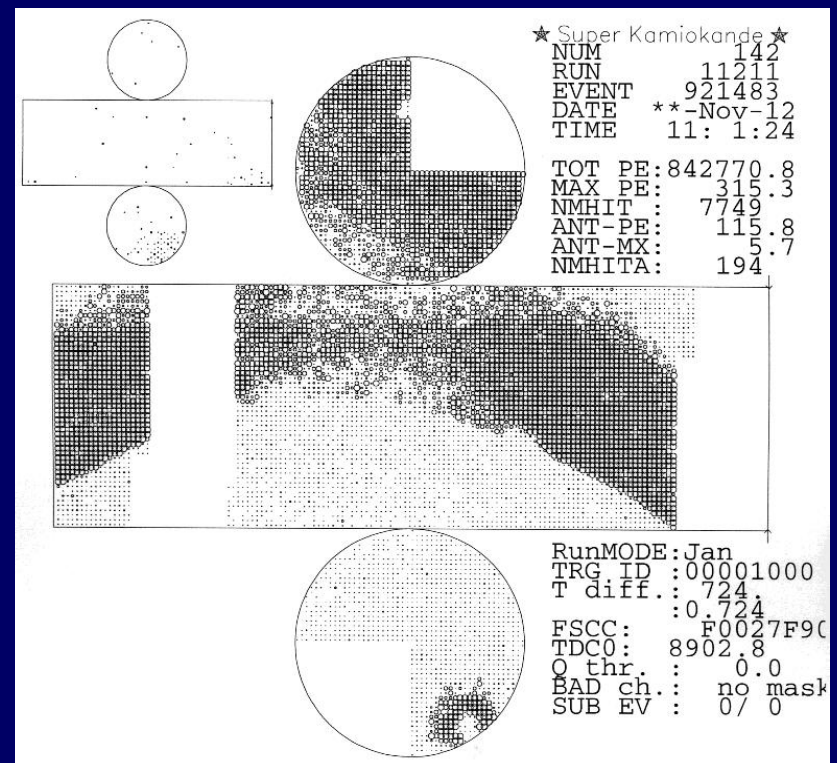 ★ Super Kamiokande ★
NUM 142
RUN 11211
EVENT 921483
DATE **-Nov-12
TIME 11: 1:24
TOT PE:842770.8
MAX PE: 315.3
NMHIT : 7749
ANT-PE: 115.8
ANT-MX: 5.7
NMHITA: 194
RunMODE:Jan
TRG ID :00001000
T diff.: 724.
:0.724
FSCC: F0027F90
TDC0: 8902.8
Q thr. : 0.0
BAD ch.: no mask
SUB EV : 0/ 0